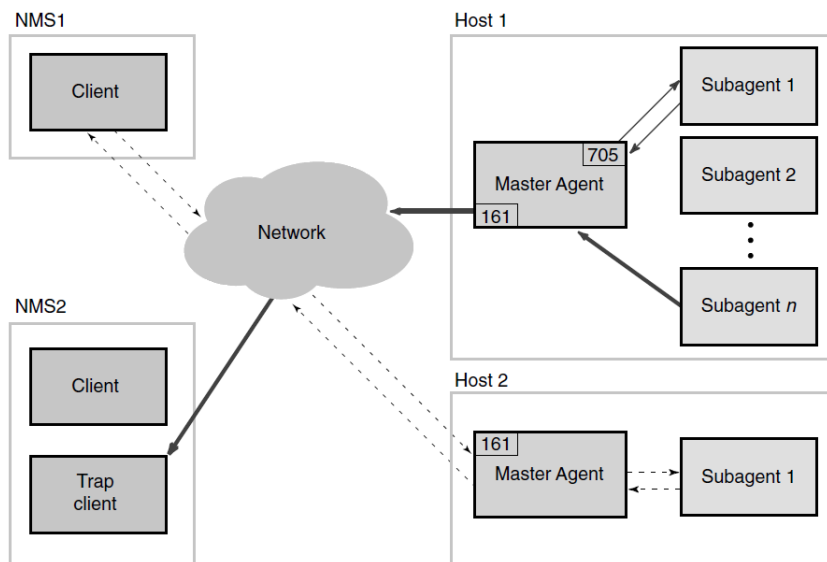 NMS1
Client
Network
NMS2
Client
Trap
client
Host 1
Subagent 1
705
Master Agent
161
Subagent 2
Subagent n
Host 2
161
Master Agent
Subagent 1